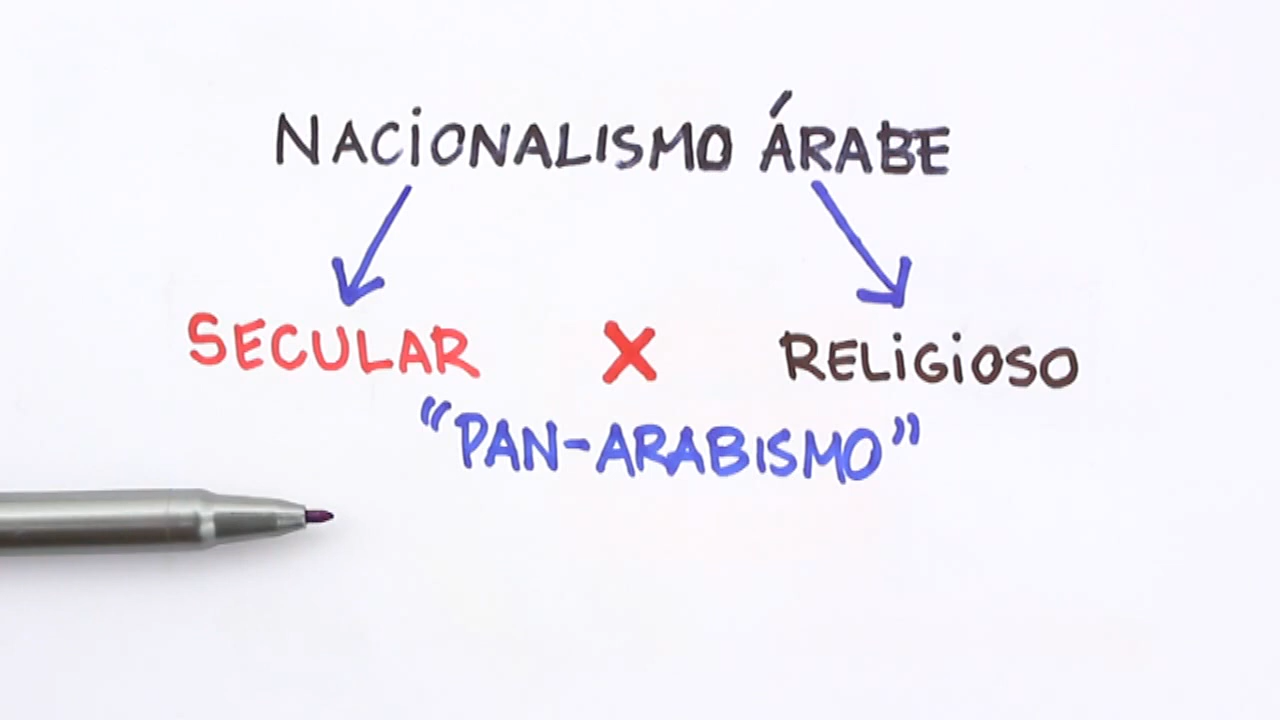 NACIONALISMO ÁRABE
SECULAR X RELIGIOSO
"PAN-ARABISMO"